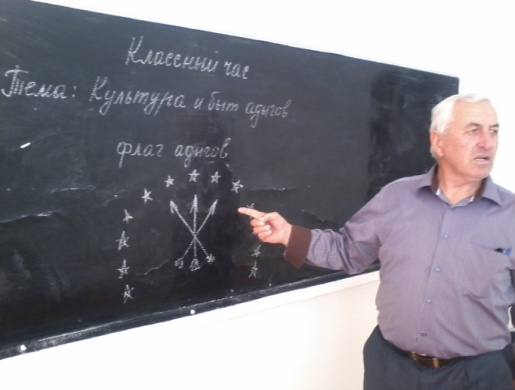 Классный час
Тема: Культура и быт адыгов
флаг адыгов